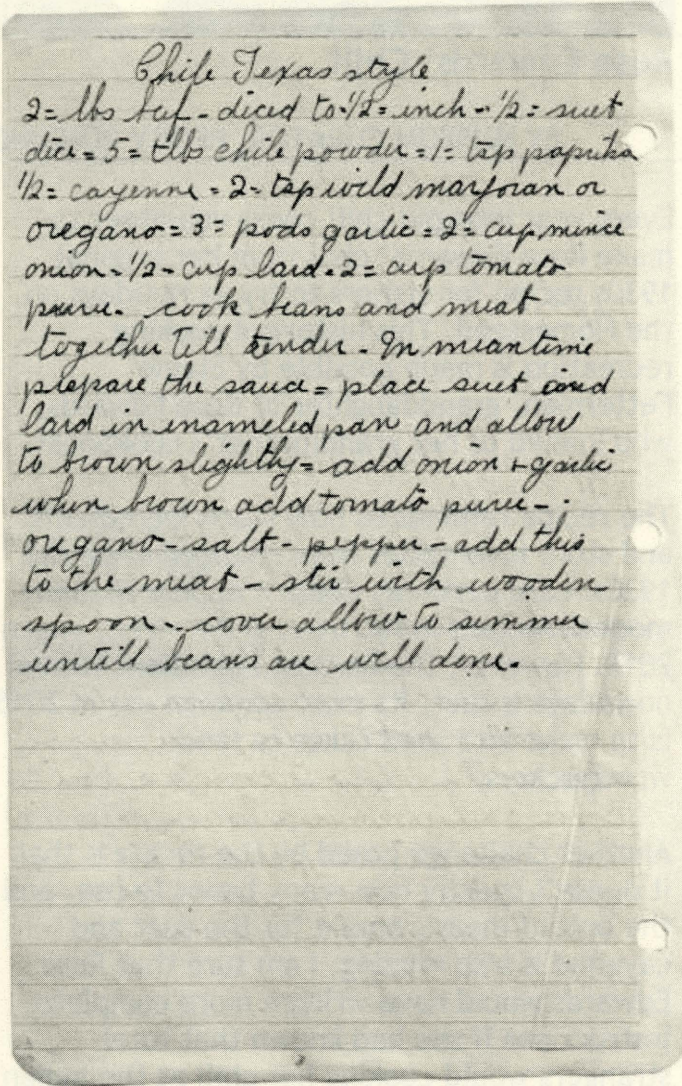 Chile Texas style
2= lbs beef - diced to-1/2= inch -- 1/2= suet
dice = 5 = tlbs chile powder = 1= tsp paprika
1/2= cayenne = 2= tsp wild marjoran or
oregano = 3= pods garlic = 2= cup mince
onion - 1/2 - cup lard - 2= cup tomato
puree. cook beans and meat
together till tender - In meantime
prepare the sauce = place suet and
lard in enameled pan and allow
to brown slightly = add onion + garlic
when brown add tomato puree -
oregano - salt - pepper - add this
to the meat - stir with wooden
spoon -. cover allow to simmer
untill beans are well done.